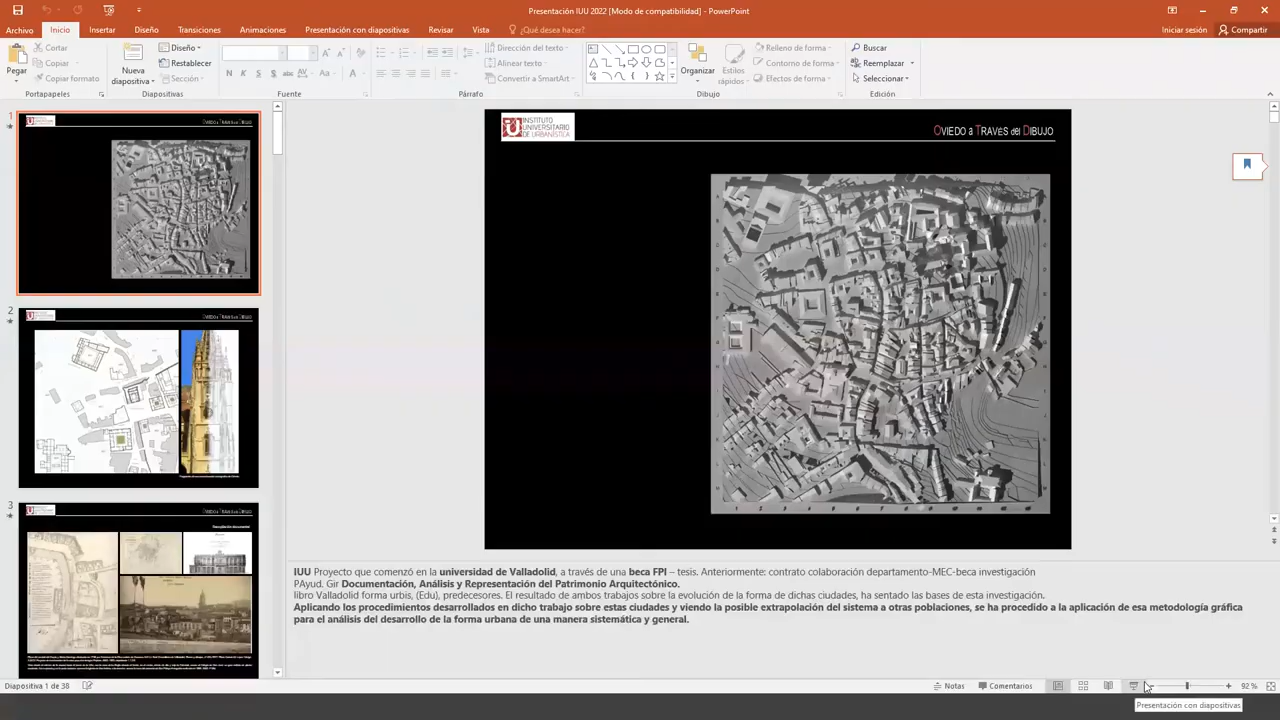 Presentación IUU 2022 [Modo de compatibilidad] - PowerPoint
Archivo Inicio Insertar Diseño Transiciones Animaciones Presentación con diapositivas Revisar Vista ¿Qué desea hacer? Iniciar sesión Compartir
Pegar
Cortar
Copiar
Copiar formato
Portapapeles
Nueva
diapositiva
Diseño
Restablecer
Sección
Diapositivas
N K S S abc AV Aa A
Fuente
Dirección del texto
Alinear texto
Convertir a SmartArt
Párrafo
Organizar
Estilos
rápidos
Relleno de forma
Contorno de forma
Efectos de forma
Dibujo
Buscar
Reemplazar
Seleccionar
Edición
1
2
3
INSTITUTO
UNIVERSITARIO
DE URBANÍSTICA
OVIEDO a TRAVES del DIBUJO
IUU Proyecto que comenzó en la universidad de Valladolid, a través de una beca FPI – tesis. Anteriormente: contrato colaboración departamento-MEC-beca investigación
PAyud. Gir Documentación, Análisis y Representación del Patrimonio Arquitectónico.
libro Valladolid forma urbis, (Edu), predecesores. El resultado de ambos trabajos sobre la evolución de la forma de dichas ciudades, ha sentado las bases de esta investigación.
Aplicando los procedimientos desarrollados en dicho trabajo sobre estas ciudades y viendo la posible extrapolación del sistema a otras poblaciones, se ha procedido a la aplicación de esa metodología gráfica
para el análisis del desarrollo de la forma urbana de una manera sistemática y general.
Diapositiva 1 de 38
Notas
Comentarios
92 %
Presentación con diapositivas